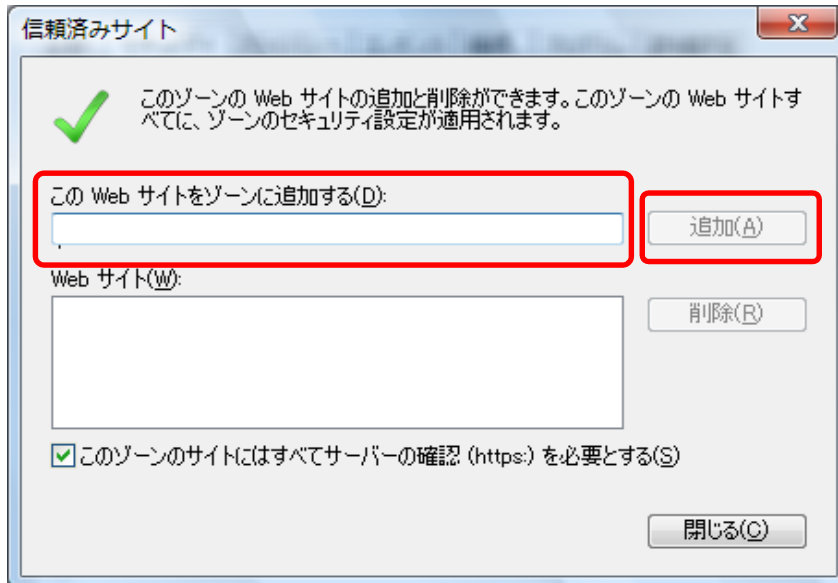 信頼済みサイト
このゾーンの Web サイトの追加と削除ができます。このゾーンの Web サイトす
べてに、ゾーンのセキュリティ設定が適用されます。
この Web サイトをゾーンに追加する(D):
追加(A)
Web サイト(W):
削除(R)
このゾーンのサイトにはすべてサーバーの確認 (https:) を必要とする(S)
閉じる(C)